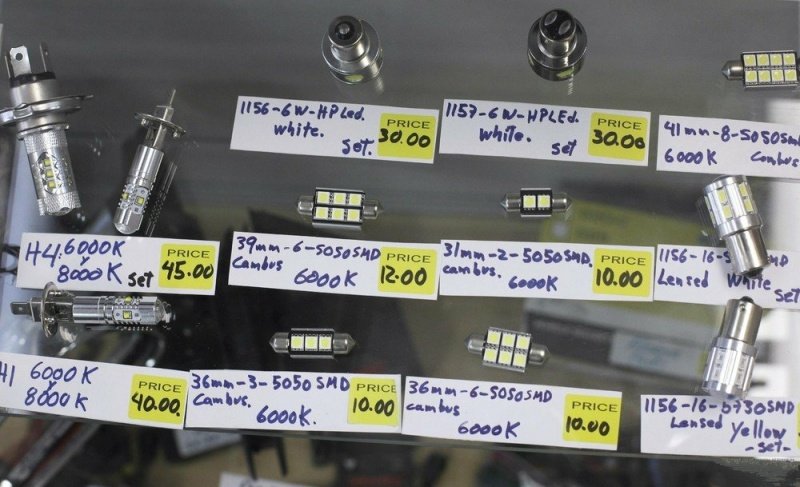 1156-6W-HPLed.
White.
Set.
PRICE
30.00
1157-6W-HPLEd.
White.
Set
PRICE
30.00
41mm-8-5050SMD
6000K Cambus
H4. 6000K
y
8000K Set
PRICE
45.00
39mm-6-5050SMD
Cambus.
6000K
PRICE
12.00
31mm-2-5050SMD.
Cambus.
6000K
PRICE
10.00
1156-16-
Lensed White
Set
H1 6000K
y
8000K
PRICE
40.00.
36mm-3-5050SMD
Cambus.
6000K.
PRICE
10.00
36mm-6-5050SMD
cambus.
6000K
PRICE
10.00
1156-16-5730SMD
Lensed Yellow
-Set-